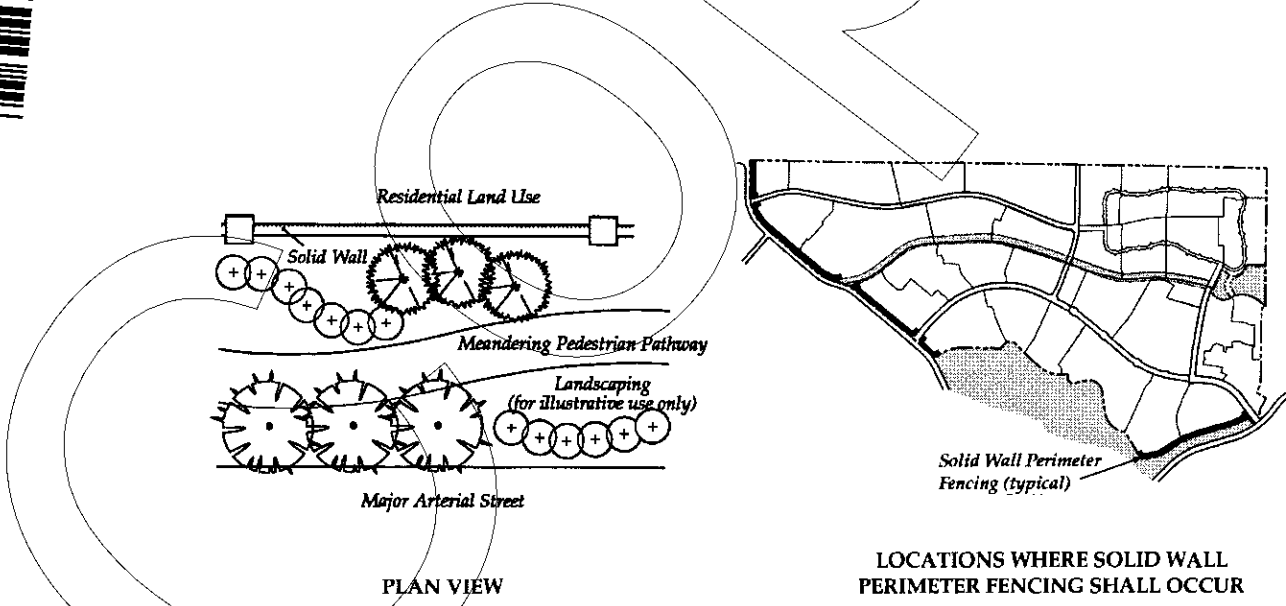 Residential Land Use
Solid Wall
Meandering Pedestrian Pathway
Landscaping
(for illustrative use only)
Major Arterial Street
PLAN VIEW
Solid Wall Perimeter
Fencing (typical)
LOCATIONS WHERE SOLID WALL
PERIMETER FENCING SHALL OCCUR